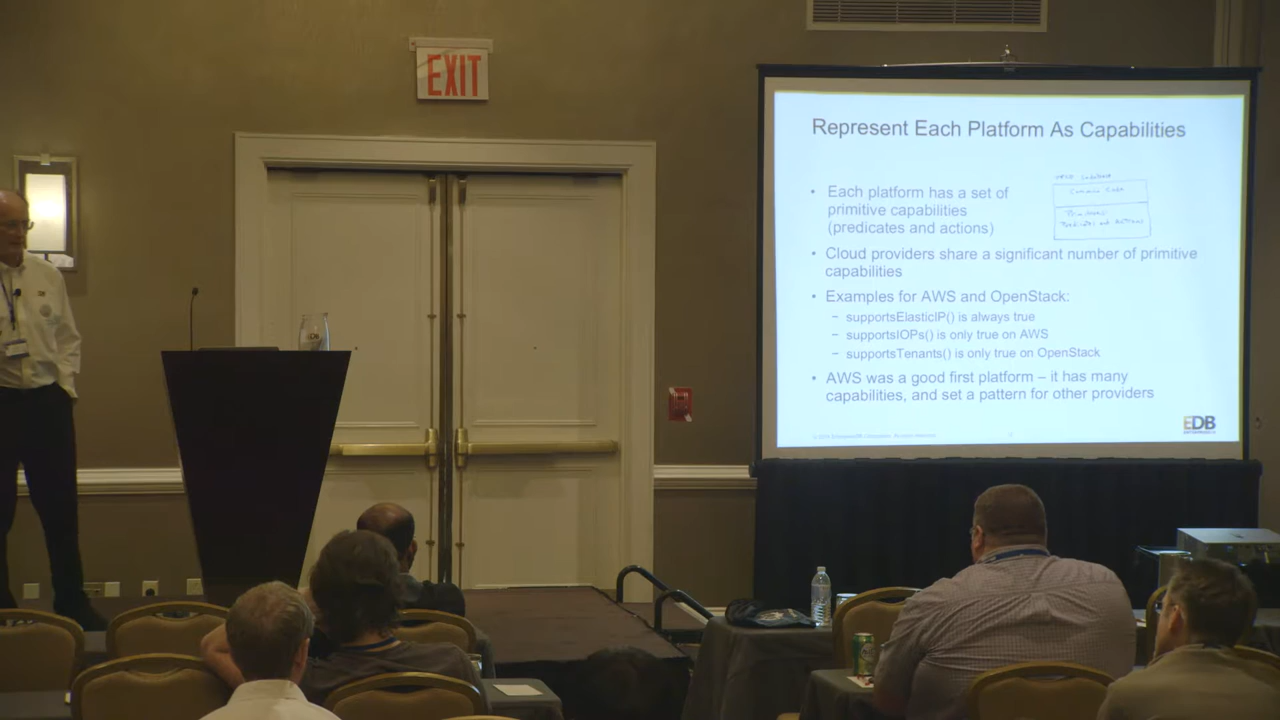 EXIT
Represent Each Platform As Capabilities
• Each platform has a set of
primitive capabilities
(predicates and actions)
Common Code
Predicates and Actions
• Cloud providers share a significant number of primitive
capabilities
• Examples for AWS and OpenStack:
– supportsElasticIP() is always true
– supportsIOPs() is only true on AWS
– supportsTenants() is only true on OpenStack
• AWS was a good first platform – it has many
capabilities, and set a pattern for other providers
EDB